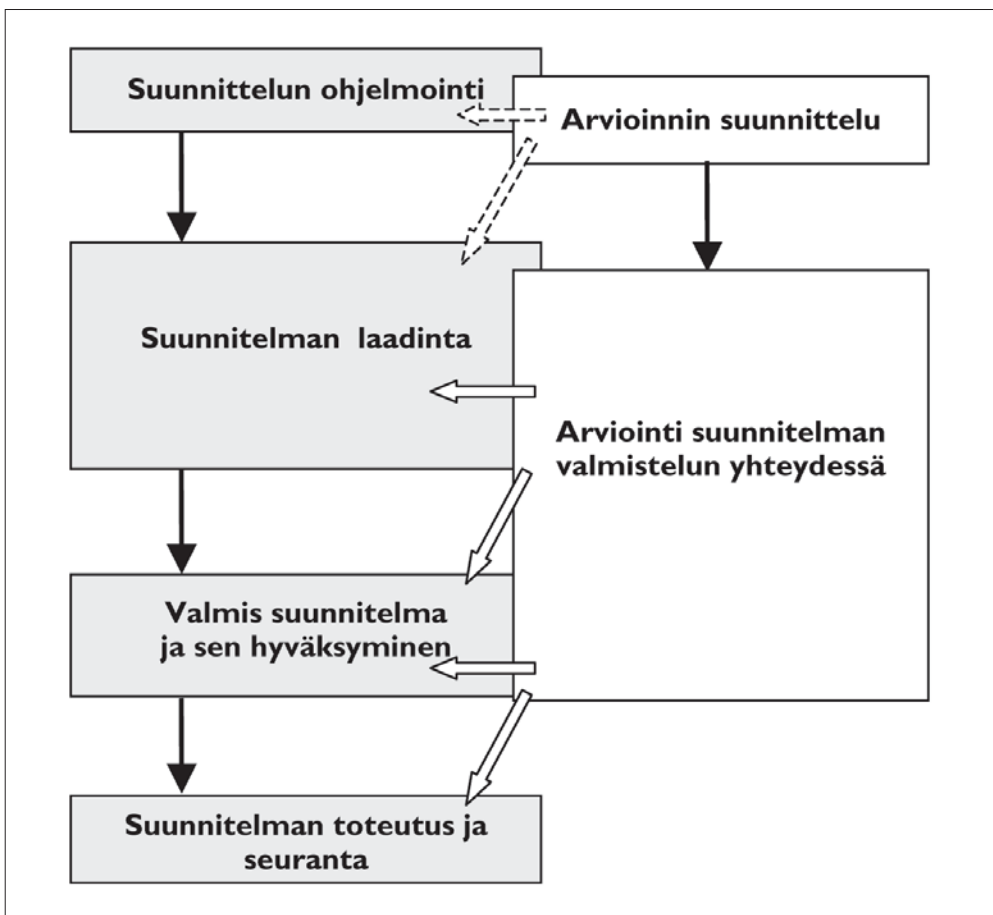 Suunnittelun ohjelmointi
Arvioinnin suunnittelu
Suunnitelman laadinta
Arviointi suunnitelman
valmistelun yhteydessä
Valmis suunnitelma
ja sen hyväksyminen
Suunnitelman toteutus ja
seuranta